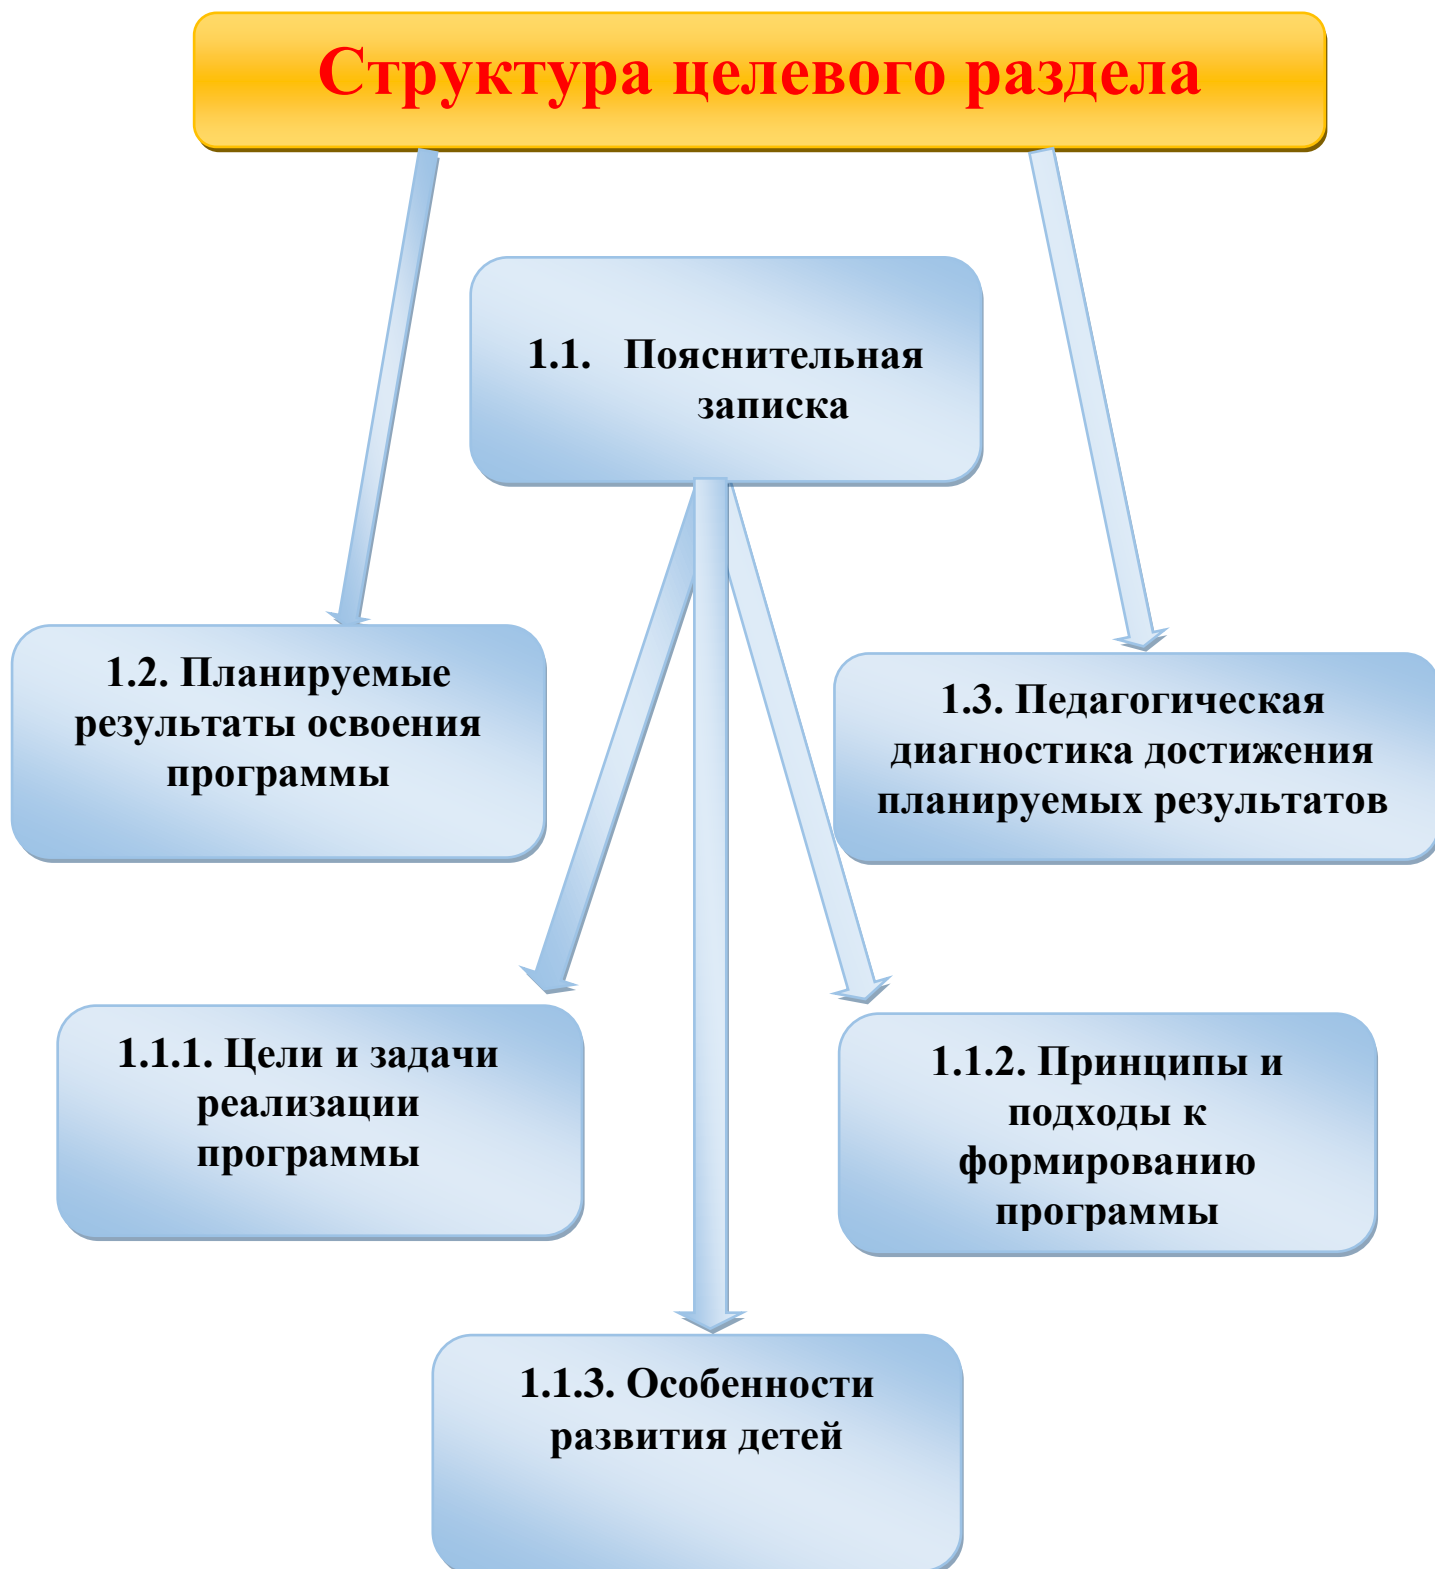 Структура целевого раздела
1.1. Пояснительная
записка
1.2. Планируемые
результаты освоения
программы
1.3. Педагогическая
диагностика достижения
планируемых результатов
1.1.1. Цели и задачи
реализации
программы
1.1.2. Принципы и
подходы к
формированию
программы
1.1.3. Особенности
развития детей